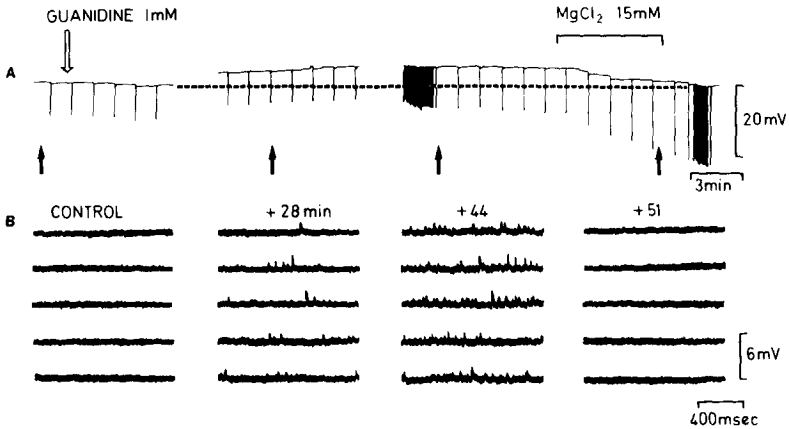 GUANIDINE 1mM
MgCl2 15mM
A
20mV
3min
B
CONTROL
+28min
+44
+51
6mV
400msec